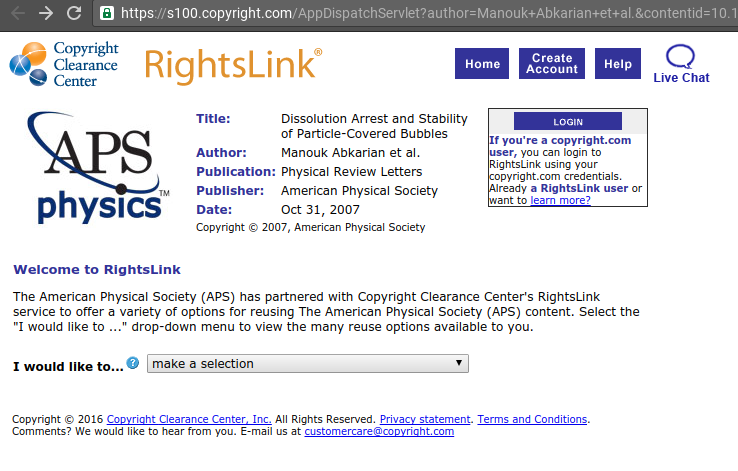 https://s100.copyright.com/AppDispatchServlet?author=Manouk+Abkarian+et+al.&contentid=10.1
Copyright
Clearance
Center
RightsLink®
Home
Create
Account
Help
Live Chat
APS
physics™
Title: Dissolution Arrest and Stability
of Particle-Covered Bubbles
Author: Manouk Abkarian et al.
Publication: Physical Review Letters
Publisher: American Physical Society
Date: Oct 31, 2007
Copyright © 2007, American Physical Society
LOGIN
If you're a copyright.com
user, you can login to
RightsLink using your
copyright.com credentials.
Already a RightsLink user or
want to learn more?
Welcome to RightsLink
The American Physical Society (APS) has partnered with Copyright Clearance Center's RightsLink
service to offer a variety of options for reusing The American Physical Society (APS) content. Select the
"I would like to ..." drop-down menu to view the many reuse options available to you.
I would like to... ? make a selection
Copyright © 2016 Copyright Clearance Center, Inc. All Rights Reserved. Privacy statement. Terms and Conditions.
Comments? We would like to hear from you. E-mail us at customercare@copyright.com